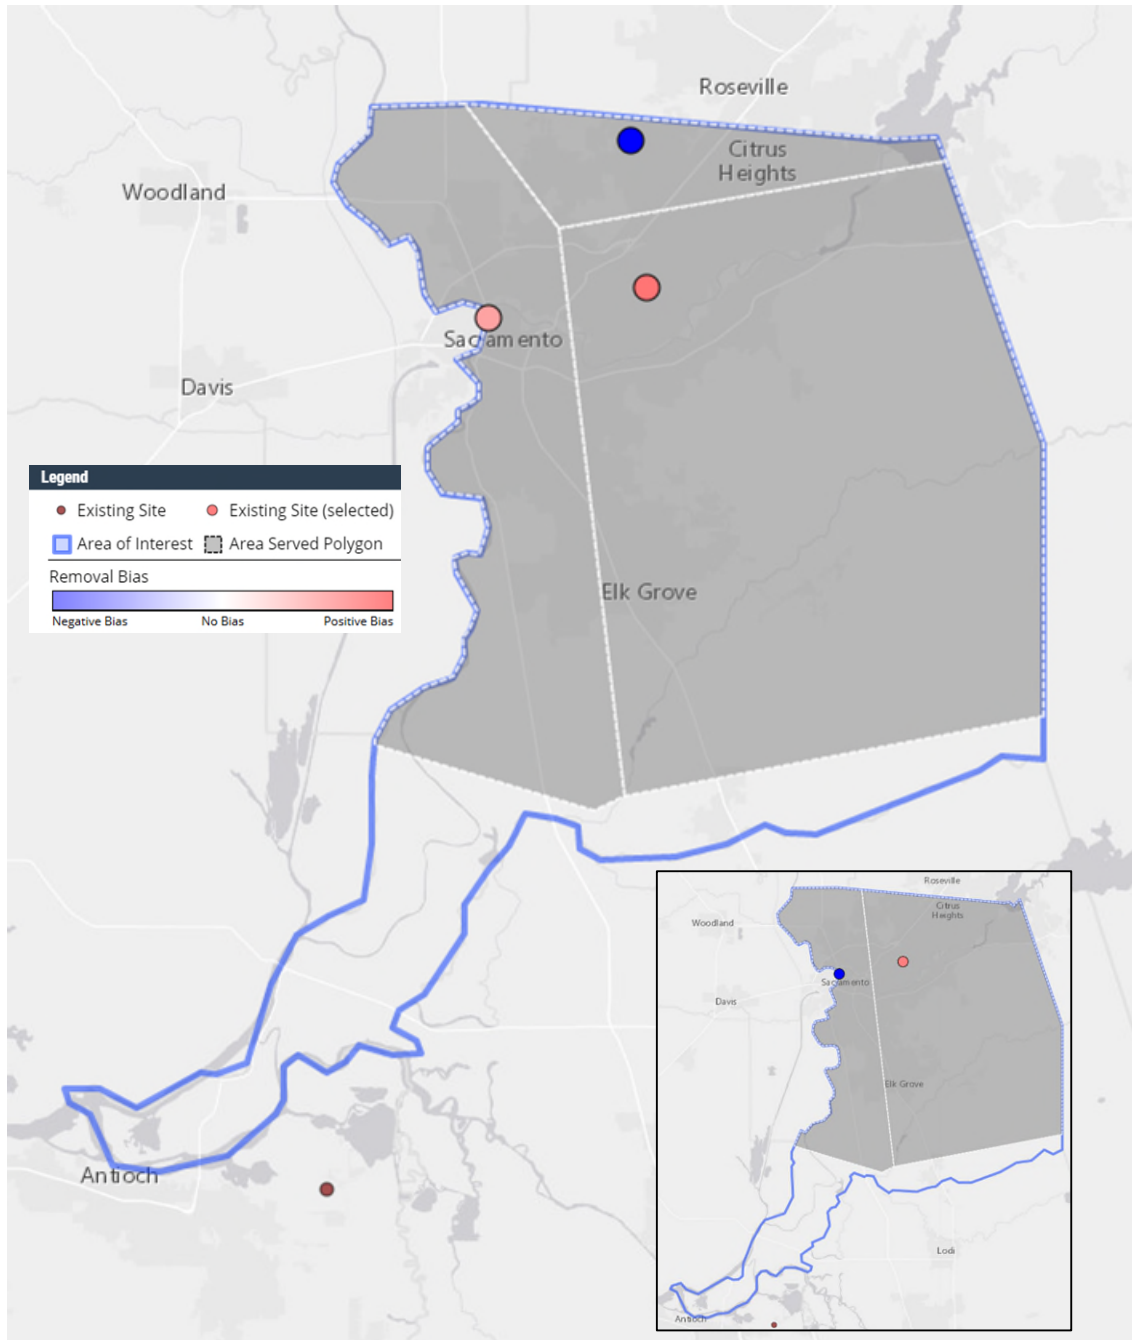 Roseville
Citrus
Heights
Woodland
Sacramento
Davis
Legend
Existing Site Existing Site (selected)
Area of Interest Area Served Polygon
Removal Bias
Negative Bias No Bias Positive Bias
Elk Grove
Antioch
Roseville
Citrus
Heights
Woodland
Sacramento
Davis
Elk Grove
Lodi
Antioch